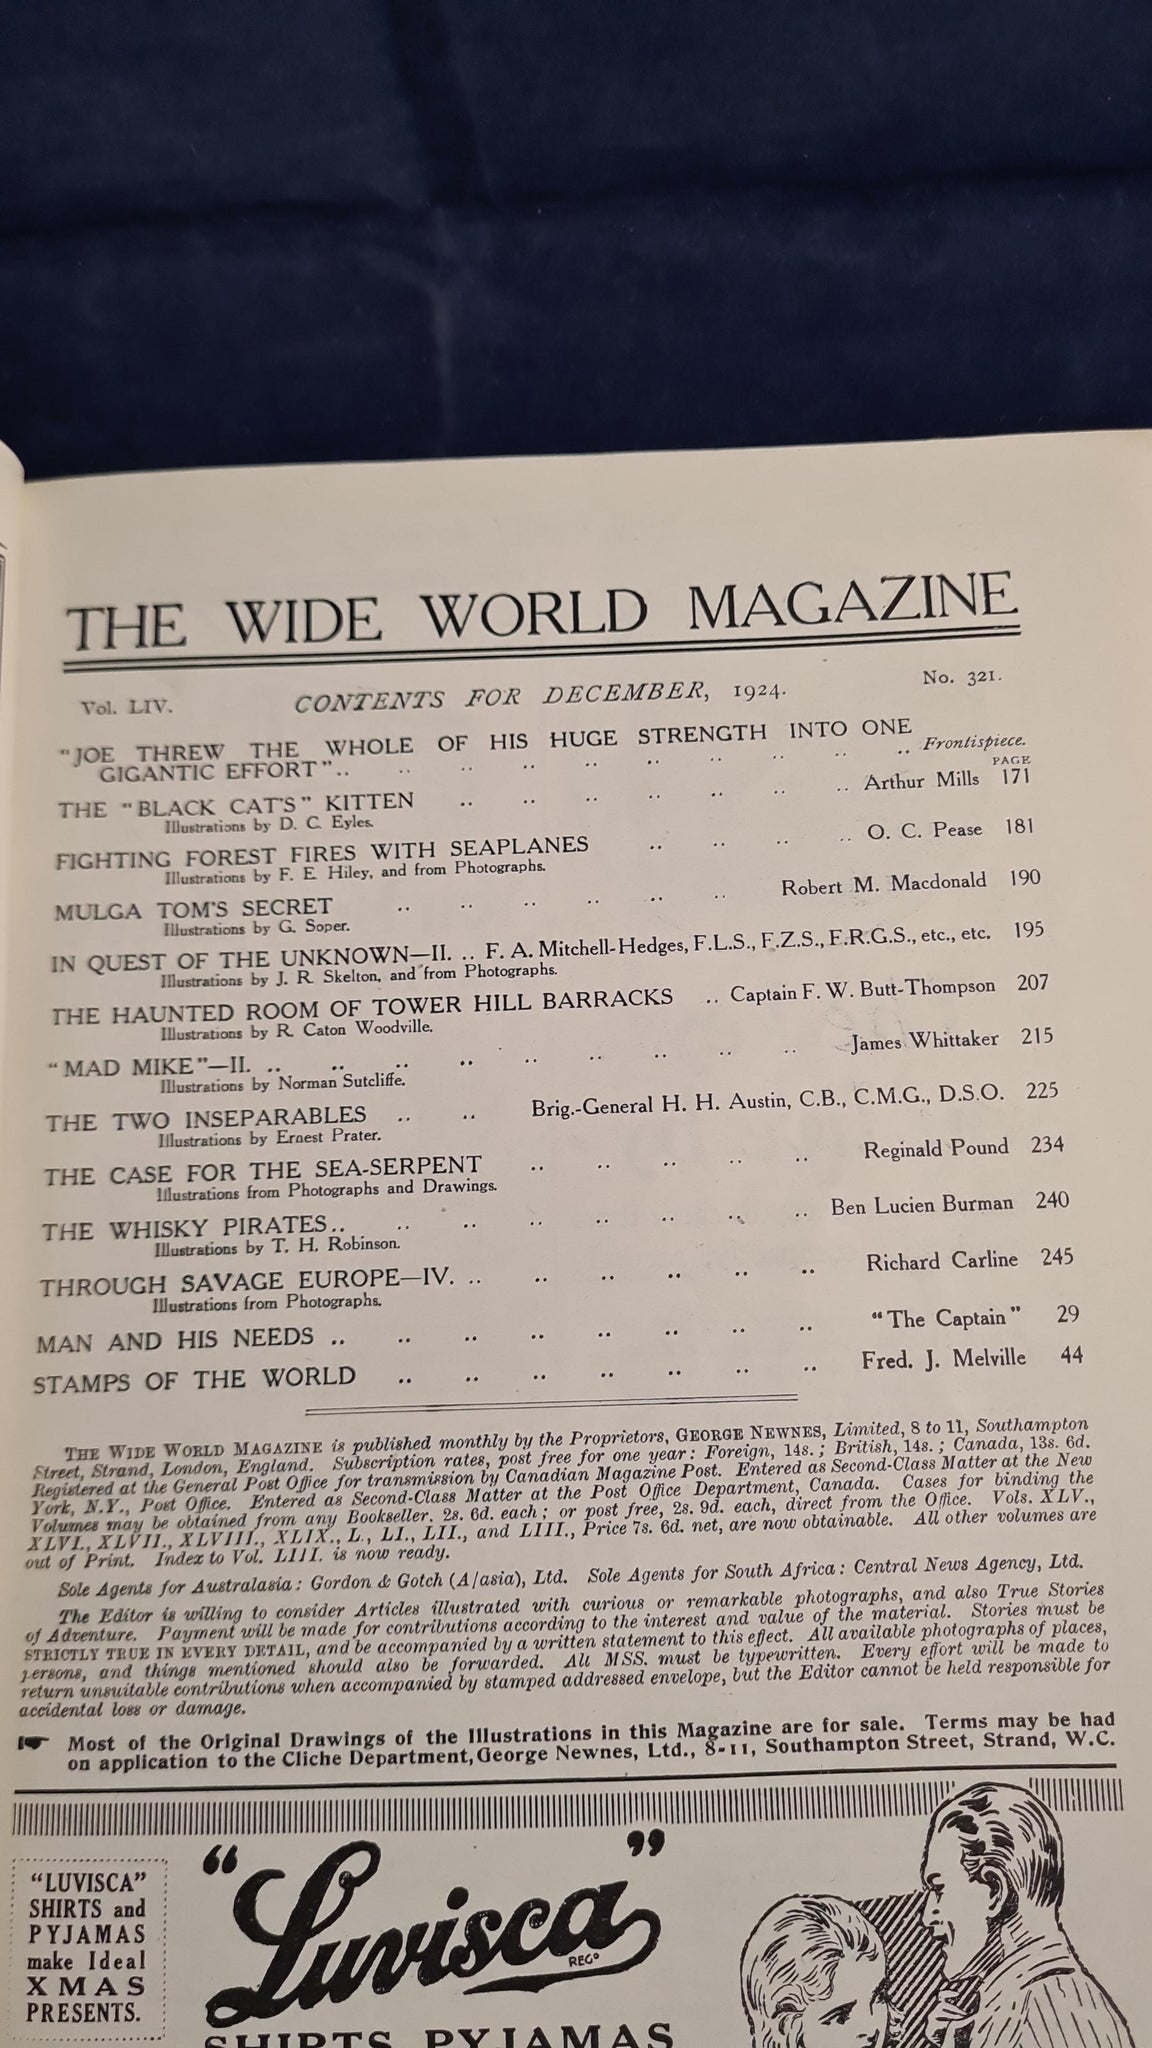 THE WIDE WORLD MAGAZINE
Vol. LIV. CONTENTS FOR DECEMBER, 1924. No. 321.
"JOE THREW THE WHOLE OF HIS HUGE STRENGTH INTO ONE
GIGANTIC EFFORT".. .. .. .. .. .. .. .. .. .. Frontispiece.
PAGE
THE "BLACK CAT'S" KITTEN .. .. .. .. .. .. .. Arthur Mills 171
Illustrations by D. C. Eyles.
FIGHTING FOREST FIRES WITH SEAPLANES .. .. .. .. O. C. Pease 181
Illustrations by F. E. Hiley, and from Photographs.
MULGA TOM'S SECRET .. .. .. .. .. .. Robert M. Macdonald 190
Illustrations by G. Soper.
IN QUEST OF THE UNKNOWN—II. .. F. A. Mitchell-Hedges, F.L.S., F.Z.S., F.R.G.S., etc., etc. 195
Illustrations by J. R. Skelton, and from Photographs.
THE HAUNTED ROOM OF TOWER HILL BARRACKS .. Captain F. W. Butt-Thompson 207
Illustrations by R. Caton Woodville.
"MAD MIKE"—II. .. .. .. .. .. .. .. .. .. James Whittaker 215
Illustrations by Norman Sutcliffe.
THE TWO INSEPARABLES .. .. Brig.-General H. H. Austin, C.B., C.M.G., D.S.O. 225
Illustrations by Ernest Prater.
THE CASE FOR THE SEA-SERPENT .. .. .. .. .. Reginald Pound 234
Illustrations from Photographs and Drawings.
THE WHISKY PIRATES.. .. .. .. .. .. .. .. Ben Lucien Burman 240
Illustrations by T. H. Robinson.
THROUGH SAVAGE EUROPE—IV. .. .. .. .. .. .. Richard Carline 245
Illustrations from Photographs.
MAN AND HIS NEEDS .. .. .. .. .. .. .. .. "The Captain" 29
STAMPS OF THE WORLD .. .. .. .. .. .. .. Fred. J. Melville 44
THE WIDE WORLD MAGAZINE is published monthly by the Proprietors, GEORGE NEWNES, Limited, 8 to 11, Southampton
Street, Strand, London, England. Subscription rates, post free for one year: Foreign, 14s.; British, 14s.; Canada, 13s. 6d.
Registered at the General Post Office for transmission by Canadian Magazine Post. Entered as Second-Class Matter at the New
York, N.Y., Post Office. Entered as Second-Class Matter at the Post Office Department, Canada. Cases for binding the
Volumes may be obtained from any Bookseller, 2s. 6d. each; or post free, 2s. 9d. each, direct from the Office. Vols. XLV.,
XLVI., XLVII., XLVIII., XLIX., L., LI., LII., and LIII., Price 7s. 6d. net, are now obtainable. All other volumes are
out of Print. Index to Vol. LIII. is now ready.
Sole Agents for Australasia: Gordon & Gotch (A/asia), Ltd. Sole Agents for South Africa: Central News Agency, Ltd.
The Editor is willing to consider Articles illustrated with curious or remarkable photographs, and also True Stories
of Adventure. Payment will be made for contributions according to the interest and value of the material. Stories must be
STRICTLY TRUE IN EVERY DETAIL, and be accompanied by a written statement to this effect. All available photographs of places,
persons, and things mentioned should also be forwarded. All MSS. must be typewritten. Every effort will be made to
return unsuitable contributions when accompanied by stamped addressed envelope, but the Editor cannot be held responsible for
accidental loss or damage.
Most of the Original Drawings of the Illustrations in this Magazine are for sale. Terms may be had
on application to the Cliche Department, George Newnes, Ltd., 8-11, Southampton Street, Strand, W.C.
"LUVISCA"
SHIRTS and
PYJAMAS
make Ideal
XMAS
PRESENTS.
"Luvisca"
REGD
SHIRTS, PYJAMAS